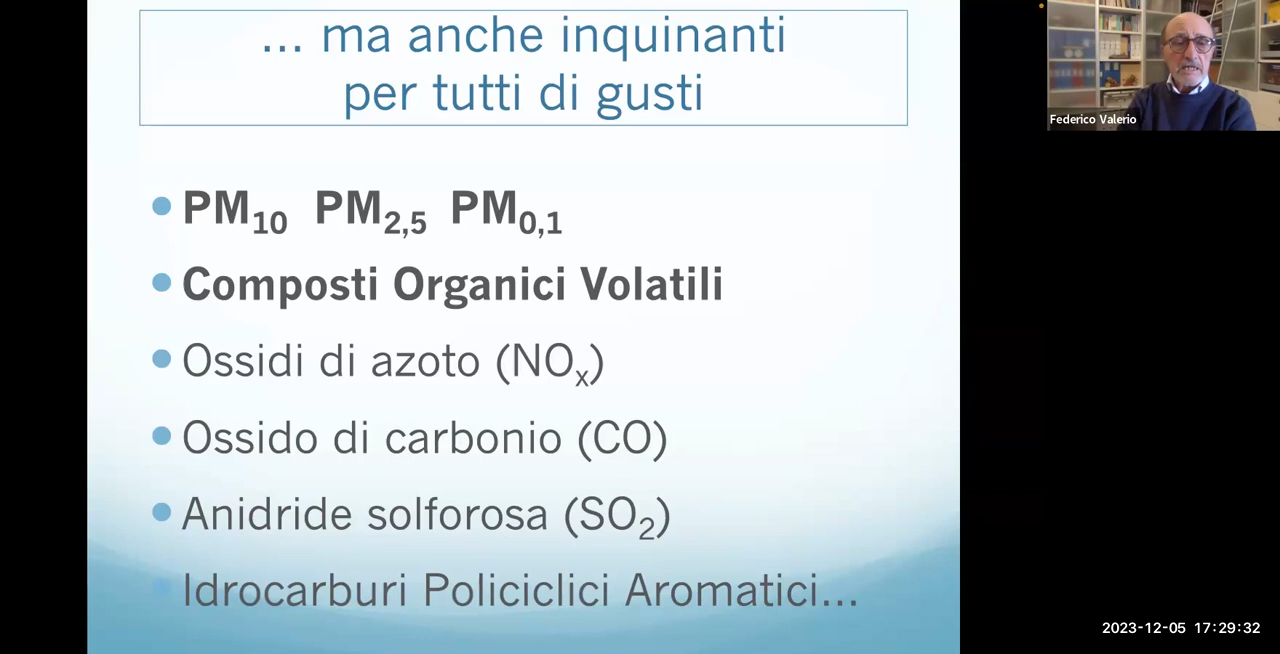 ... ma anche inquinanti
per tutti di gusti
PM10 PM2,5 PM0,1
Composti Organici Volatili
Ossidi di azoto (NOx)
Ossido di carbonio (CO)
Anidride solforosa (SO2)
Idrocarburi Policiclici Aromatici...
Federico Valerio
2023-12-05 17:29:32